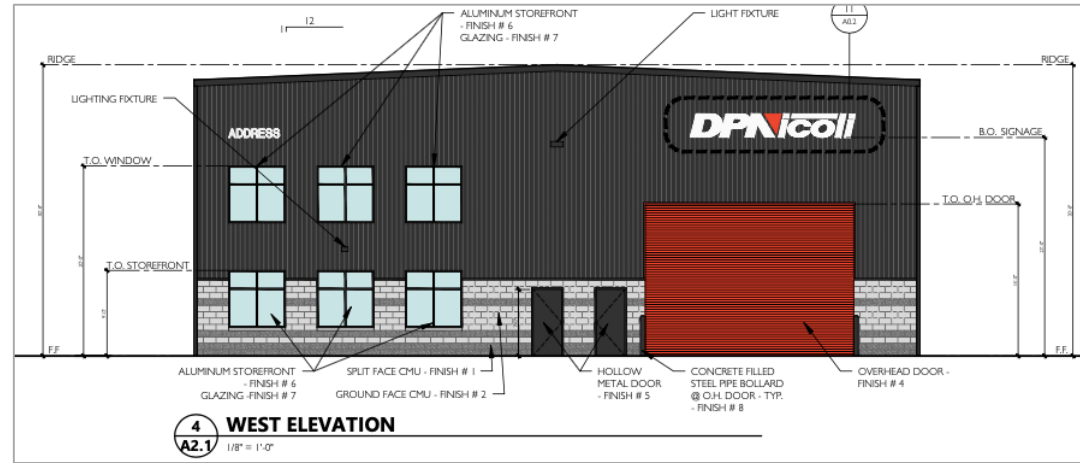 ALUMINUM STOREFRONT
- FINISH # 6
GLAZING - FINISH # 7
LIGHT FIXTURE
11
A0.2
12
1
RIDGE
RIDGE
LIGHTING FIXTURE
ADDRESS
DPNicoli
B.O. SIGNAGE
T.O. WINDOW
T.O. O.H. DOOR
T.O. STOREFRONT
F.F
F.F.
ALUMINUM STOREFRONT
- FINISH # 6
GLAZING -FINISH # 7
SPLIT FACE CMU - FINISH # 1
GROUND FACE CMU - FINISH # 2
HOLLOW
METAL DOOR
- FINISH # 5
CONCRETE FILLED
STEEL PIPE BOLLARD
@ O.H. DOOR - TYP.
- FINISH # 8
OVERHEAD DOOR -
FINISH # 4
4
A2.1
WEST ELEVATION
1/8" = 1'-0"